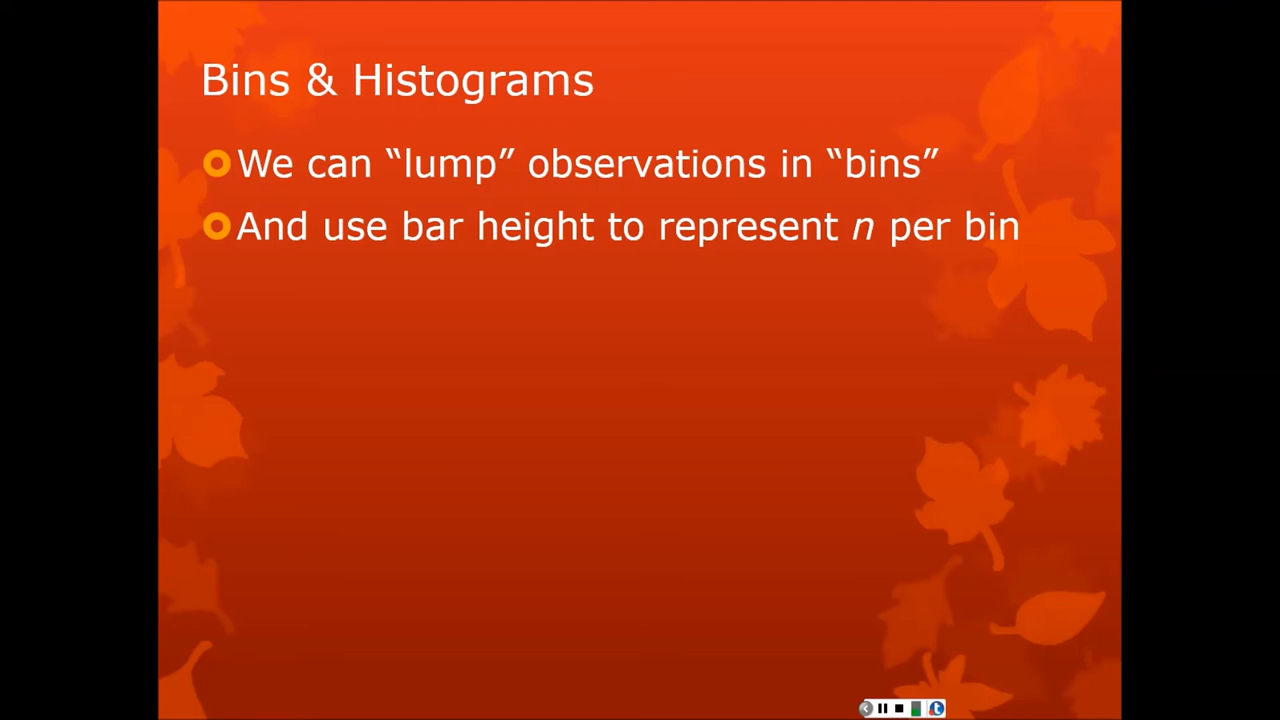 Bins & Histograms
We can “lump” observations in “bins”
And use bar height to represent n per bin